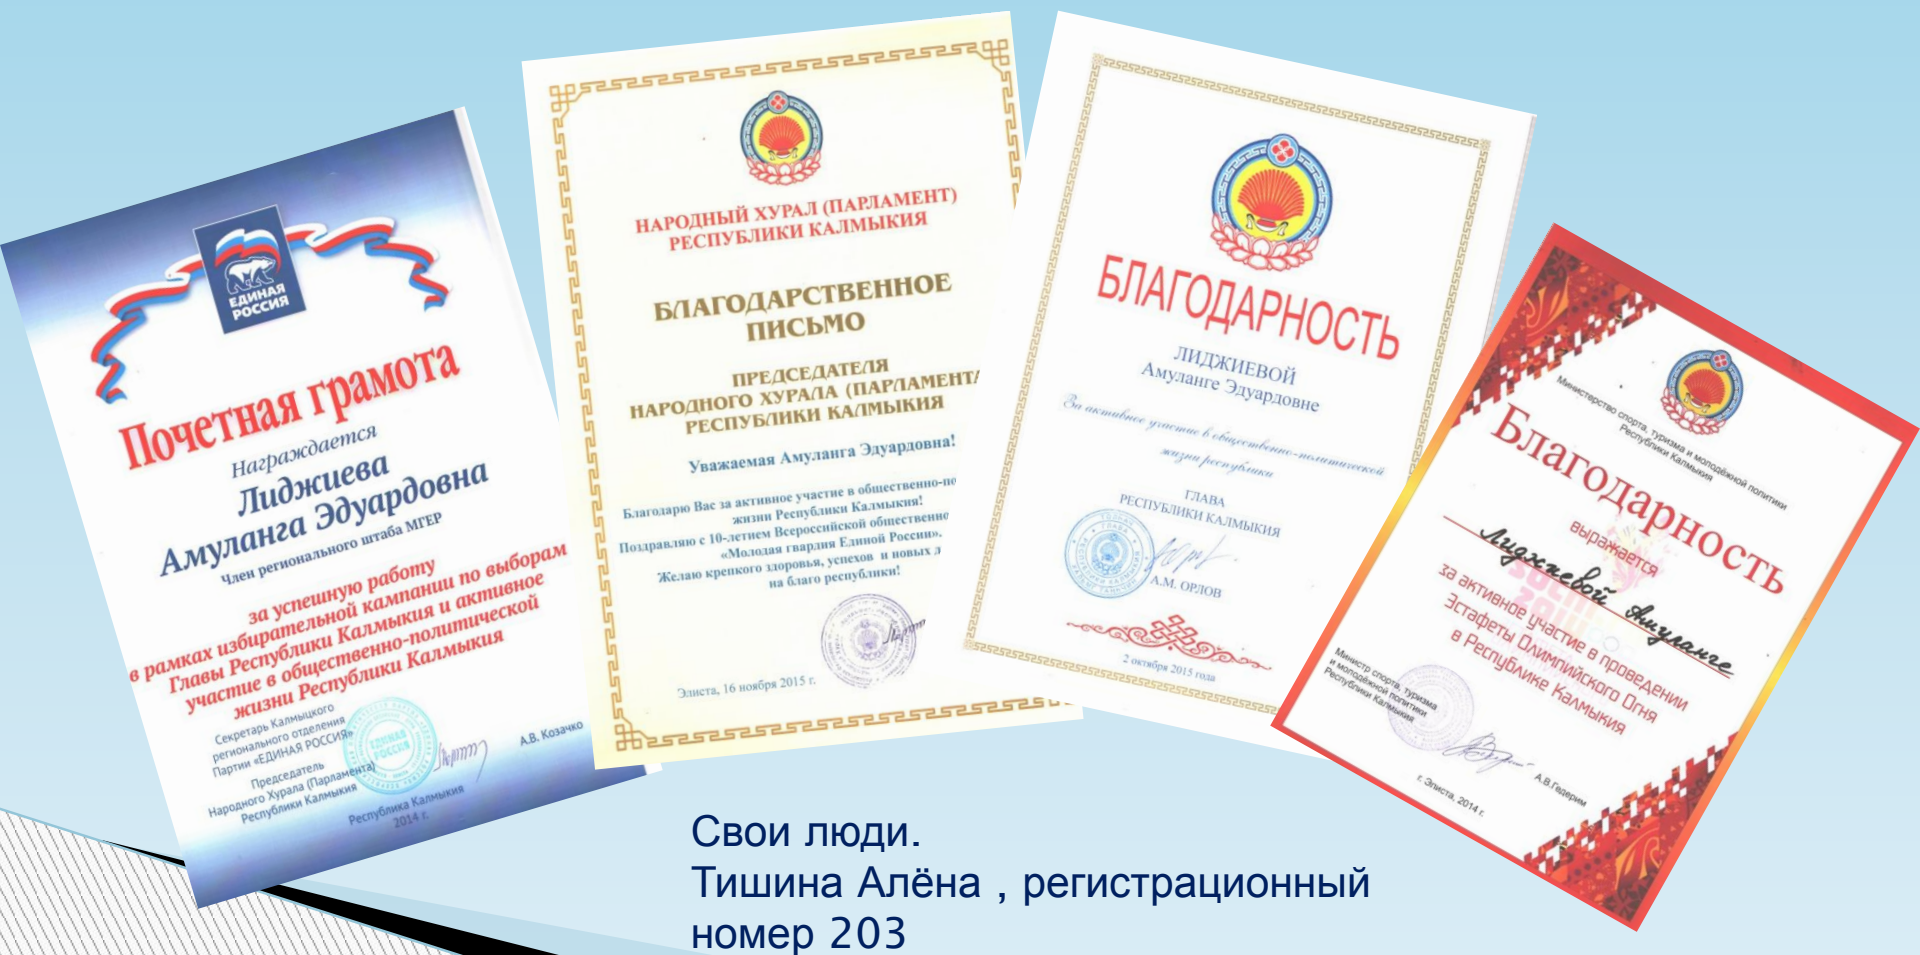 ЕДИНАЯ
РОССИЯ
Почетная грамота
Награждается
Лиджиева
Амуланга Эдуардовна
Член регионального штаба МГЕР
за успешную работу
в рамках избирательной кампании по выборам
Главы Республики Калмыкия и активное
участие в общественно-политической
жизни Республики Калмыкия
Секретарь Калмыцкого
регионального отделения
Партии «ЕДИНАЯ РОССИЯ»
Председатель
Народного Хурала (Парламента)
Республики Калмыкия
ЕДИНАЯ
РОССИЯ
А.В. Козачко
Республика Калмыкия
2014 г.
НАРОДНЫЙ ХУРАЛ (ПАРЛАМЕНТ)
РЕСПУБЛИКИ КАЛМЫКИЯ
БЛАГОДАРСТВЕННОЕ
ПИСЬМО
ПРЕДСЕДАТЕЛЯ
НАРОДНОГО ХУРАЛА (ПАРЛАМЕНТА
РЕСПУБЛИКИ КАЛМЫКИЯ
Уважаемая Амуланга Эдуардовна!
Благодарю Вас за активное участие в общественно-по
жизни Республики Калмыкия!
Поздравляю с 10-летием Всероссийской общественно
«Молодая гвардия Единой России».
Желаю крепкого здоровья, успехов и новых д
на благо республики!
Элиста, 16 ноября 2015 г.
БЛАГОДАРНОСТЬ
ЛИДЖИЕВОЙ
Амуланге Эдуардовне
За активное участие в общественно-политической
жизни республики
ГЛАВА
РЕСПУБЛИКИ КАЛМЫКИЯ
А.М. ОРЛОВ
2 октября 2015 года
Министерство спорта, туризма и молодёжной политики
Республики Калмыкия
Благодарность
выражается
Лиджиевой Амуланге
за активное участие в проведении
Эстафеты Олимпийского Огня
в Республике Калмыкия
Министр спорта, туризма
и молодёжной политики
Республики Калмыкия
А.В.Гедерим
г. Элиста, 2014 г.
Свои люди.
Тишина Алёна , регистрационный
номер 203